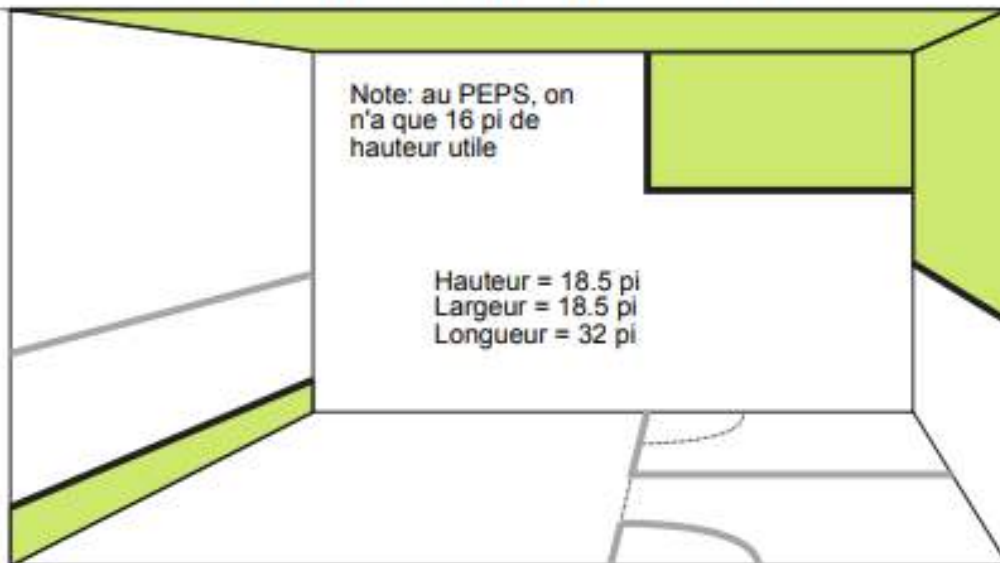 Note: au PEPS, on
n'a que 16 pi de
hauteur utile
Hauteur = 18.5 pi
Largeur = 18.5 pi
Longueur = 32 pi